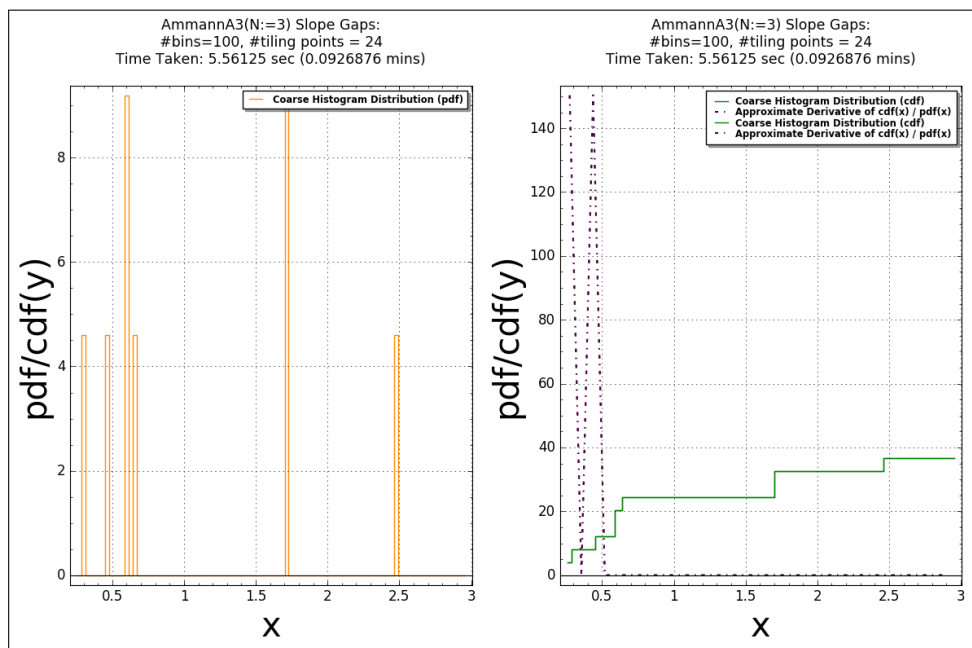 AmmannA3(N:=3) Slope Gaps:
#bins=100, #tiling points = 24
Time Taken: 5.56125 sec (0.0926876 mins)
Coarse Histogram Distribution (pdf)
pdf/cdf(y)
8
6
4
2
0
0.5
1
1.5
2
2.5
3
x
AmmannA3(N:=3) Slope Gaps:
#bins=100, #tiling points = 24
Time Taken: 5.56125 sec (0.0926876 mins)
Coarse Histogram Distribution (cdf)
Approximate Derivative of cdf(x) / pdf(x)
Coarse Histogram Distribution (cdf)
Approximate Derivative of cdf(x) / pdf(x)
pdf/cdf(y)
140
120
100
80
60
40
20
0
0.5
1
1.5
2
2.5
3
x